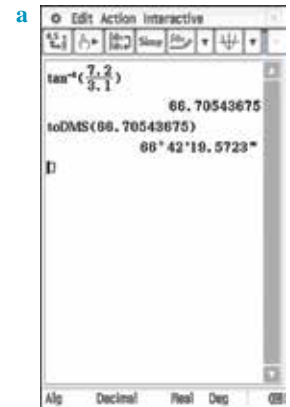 a
Edit Action Interactive
Simp
tan⁻¹(7.2/3.1)
66.70543675
toDMS(66.70543675)
66°42'19.5723"
Alg Decimal Real Deg